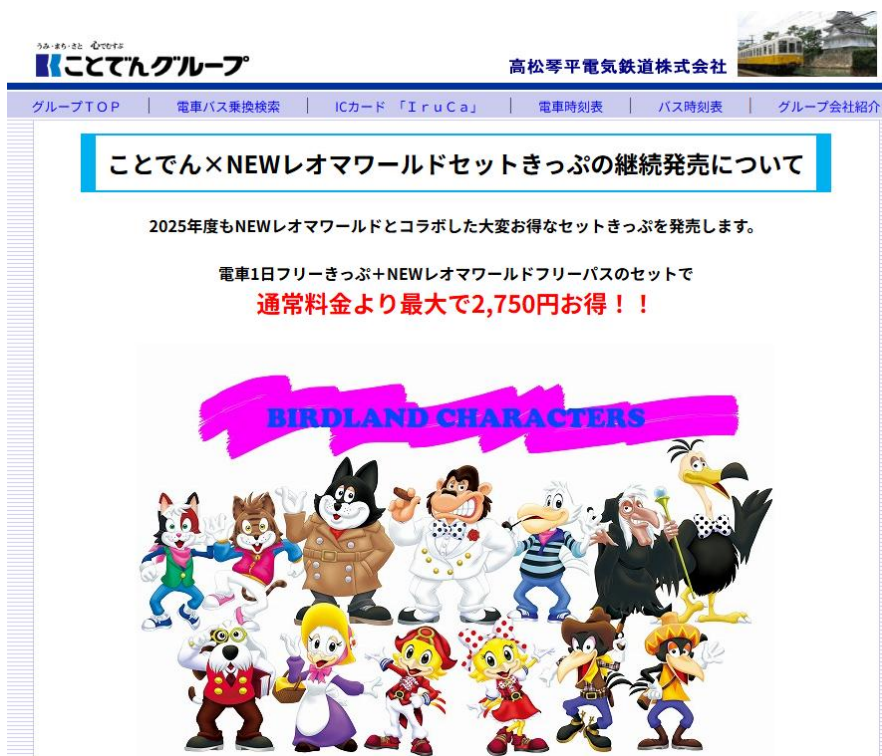 うみ・まち・さと 心でむすぶ
ことでんグループ
高松琴平電気鉄道株式会社
グループTOP | 電車バス乗換検索 | ICカード 「IruCa」 | 電車時刻表 | バス時刻表 | グループ会社紹介
ことでん×NEWレオマワールドセットきっぷの継続発売について
2025年度もNEWレオマワールドとコラボした大変お得なセットきっぷを発売します。
電車1日フリーきっぷ＋NEWレオマワールドフリーパスのセットで
通常料金より最大で2,750円お得！！
BIRDLAND CHARACTERS